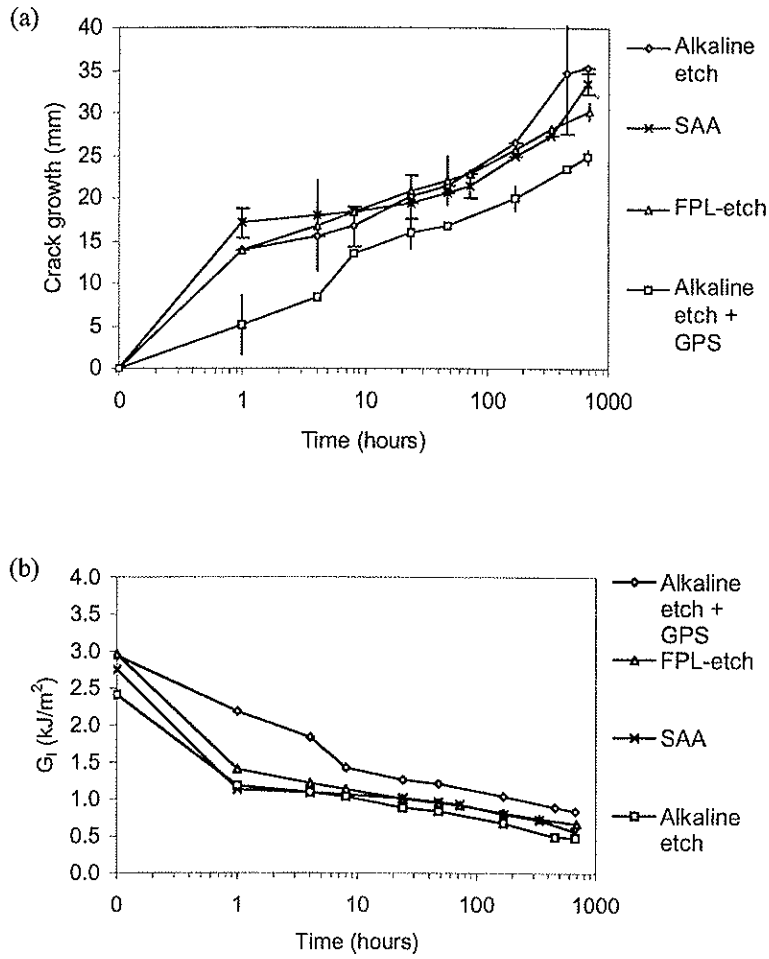 (a)
40
35
30
25
20
15
10
5
0
Crack growth (mm)
0 1 10 100 1000
Time (hours)
Alkaline
etch
SAA
FPL-etch
Alkaline
etch +
GPS
(b)
4.0
3.5
3.0
2.5
2.0
1.5
1.0
0.5
0.0
G_I (kJ/m²)
0 1 10 100 1000
Time (hours)
Alkaline
etch +
GPS
FPL-etch
SAA
Alkaline
etch